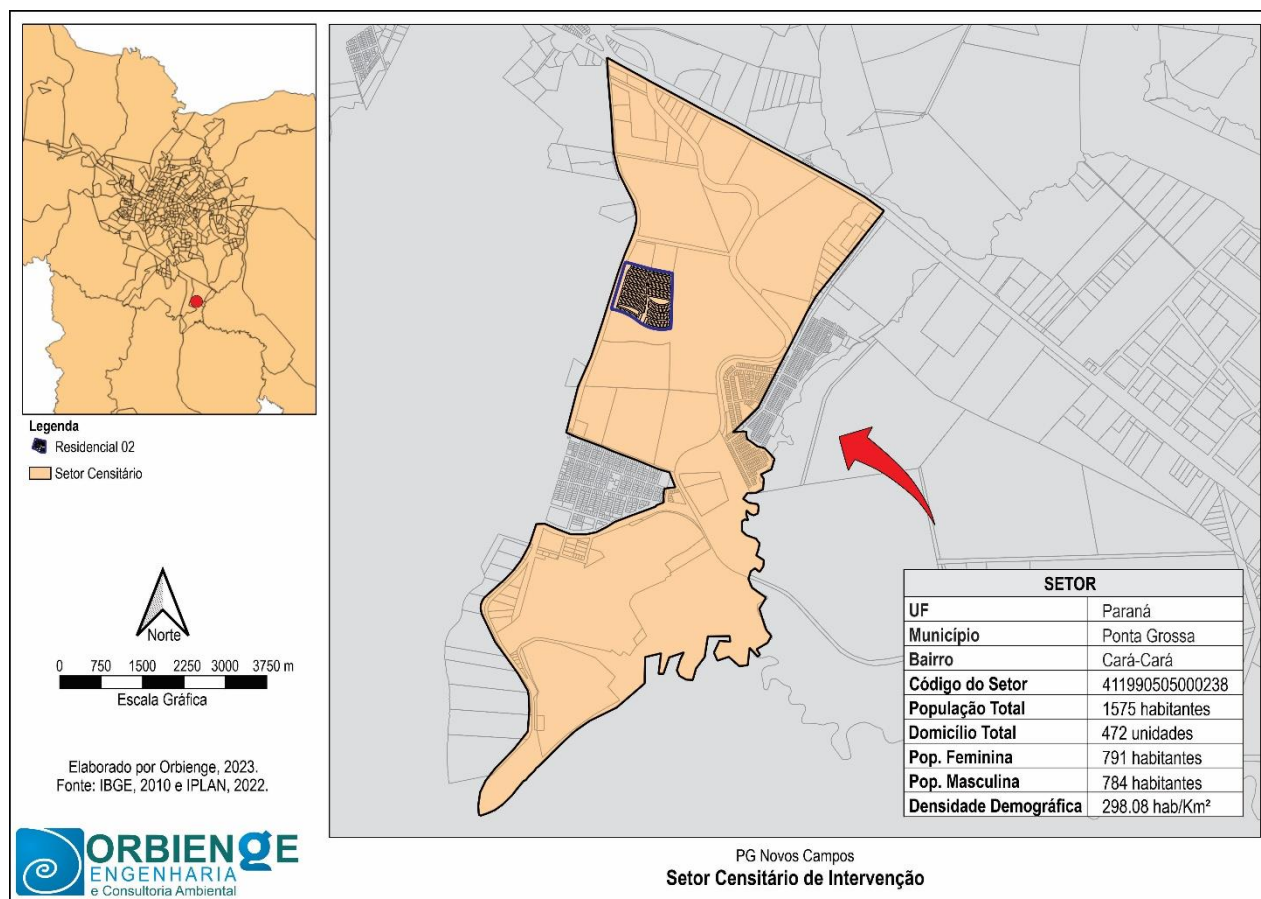 Legenda
Residencial 02
Setor Censitário
Norte
0 750 1500 2250 3000 3750 m
Escala Gráfica
Elaborado por Orbienge, 2023.
Fonte: IBGE, 2010 e IPLAN, 2022.
ORBIENGE
ENGENHARIA
e Consultoria Ambiental
SETOR
UF Paraná
Município Ponta Grossa
Bairro Cará-Cará
Código do Setor 411990505000238
População Total 1575 habitantes
Domicílio Total 472 unidades
Pop. Feminina 791 habitantes
Pop. Masculina 784 habitantes
Densidade Demográfica 298.08 hab/Km²
PG Novos Campos
Setor Censitário de Intervenção